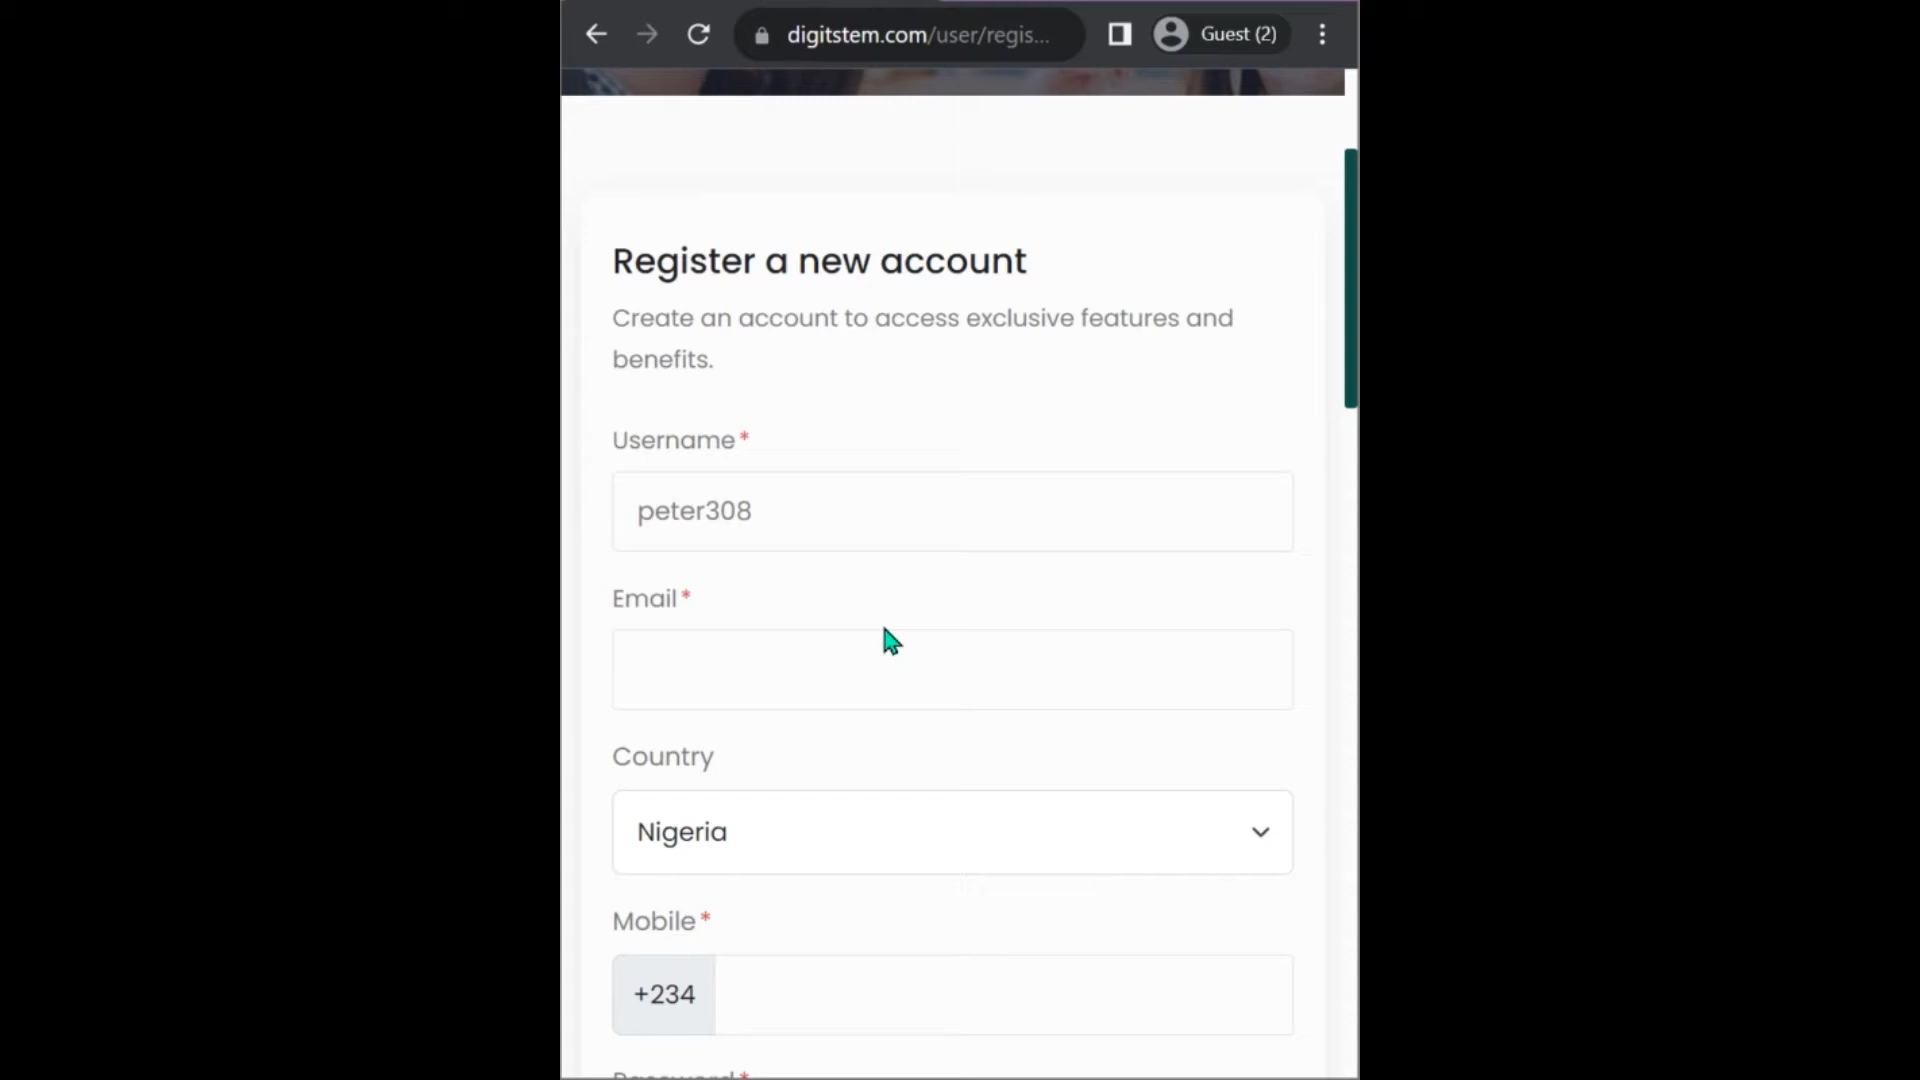 digitstem.com/user/regis...
Guest (2)
Register a new account
Create an account to access exclusive features and
benefits.
Username *
peter308
Email *
Country
Nigeria
Mobile *
+234
Password *